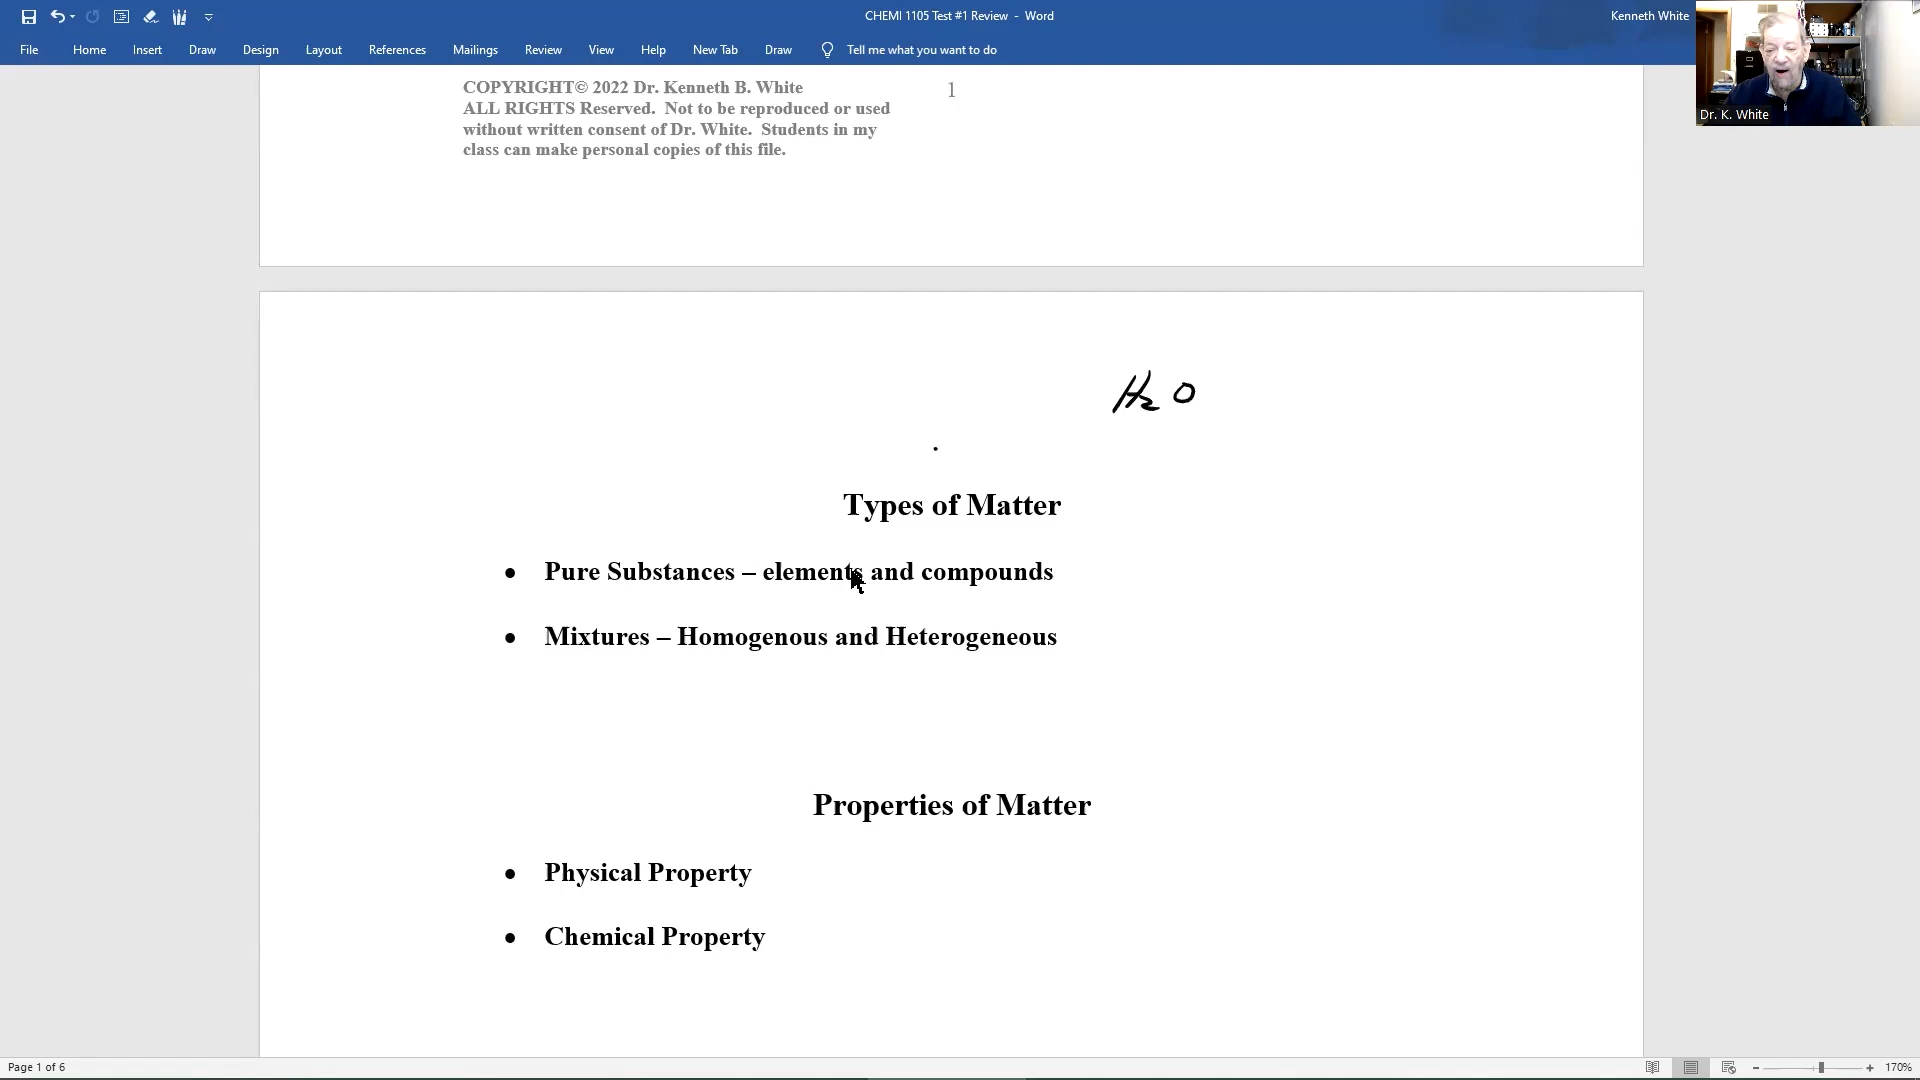 CHEMI 1105 Test #1 Review - Word
Kenneth White
File Home Insert Draw Design Layout References Mailings Review View Help New Tab Draw Tell me what you want to do
Dr. K. White
COPYRIGHT© 2022 Dr. Kenneth B. White 1
ALL RIGHTS Reserved. Not to be reproduced or used
without written consent of Dr. White. Students in my
class can make personal copies of this file.
H₂O
.
Types of Matter
• Pure Substances – elements and compounds
• Mixtures – Homogenous and Heterogeneous
Properties of Matter
• Physical Property
• Chemical Property
Page 1 of 6
170%